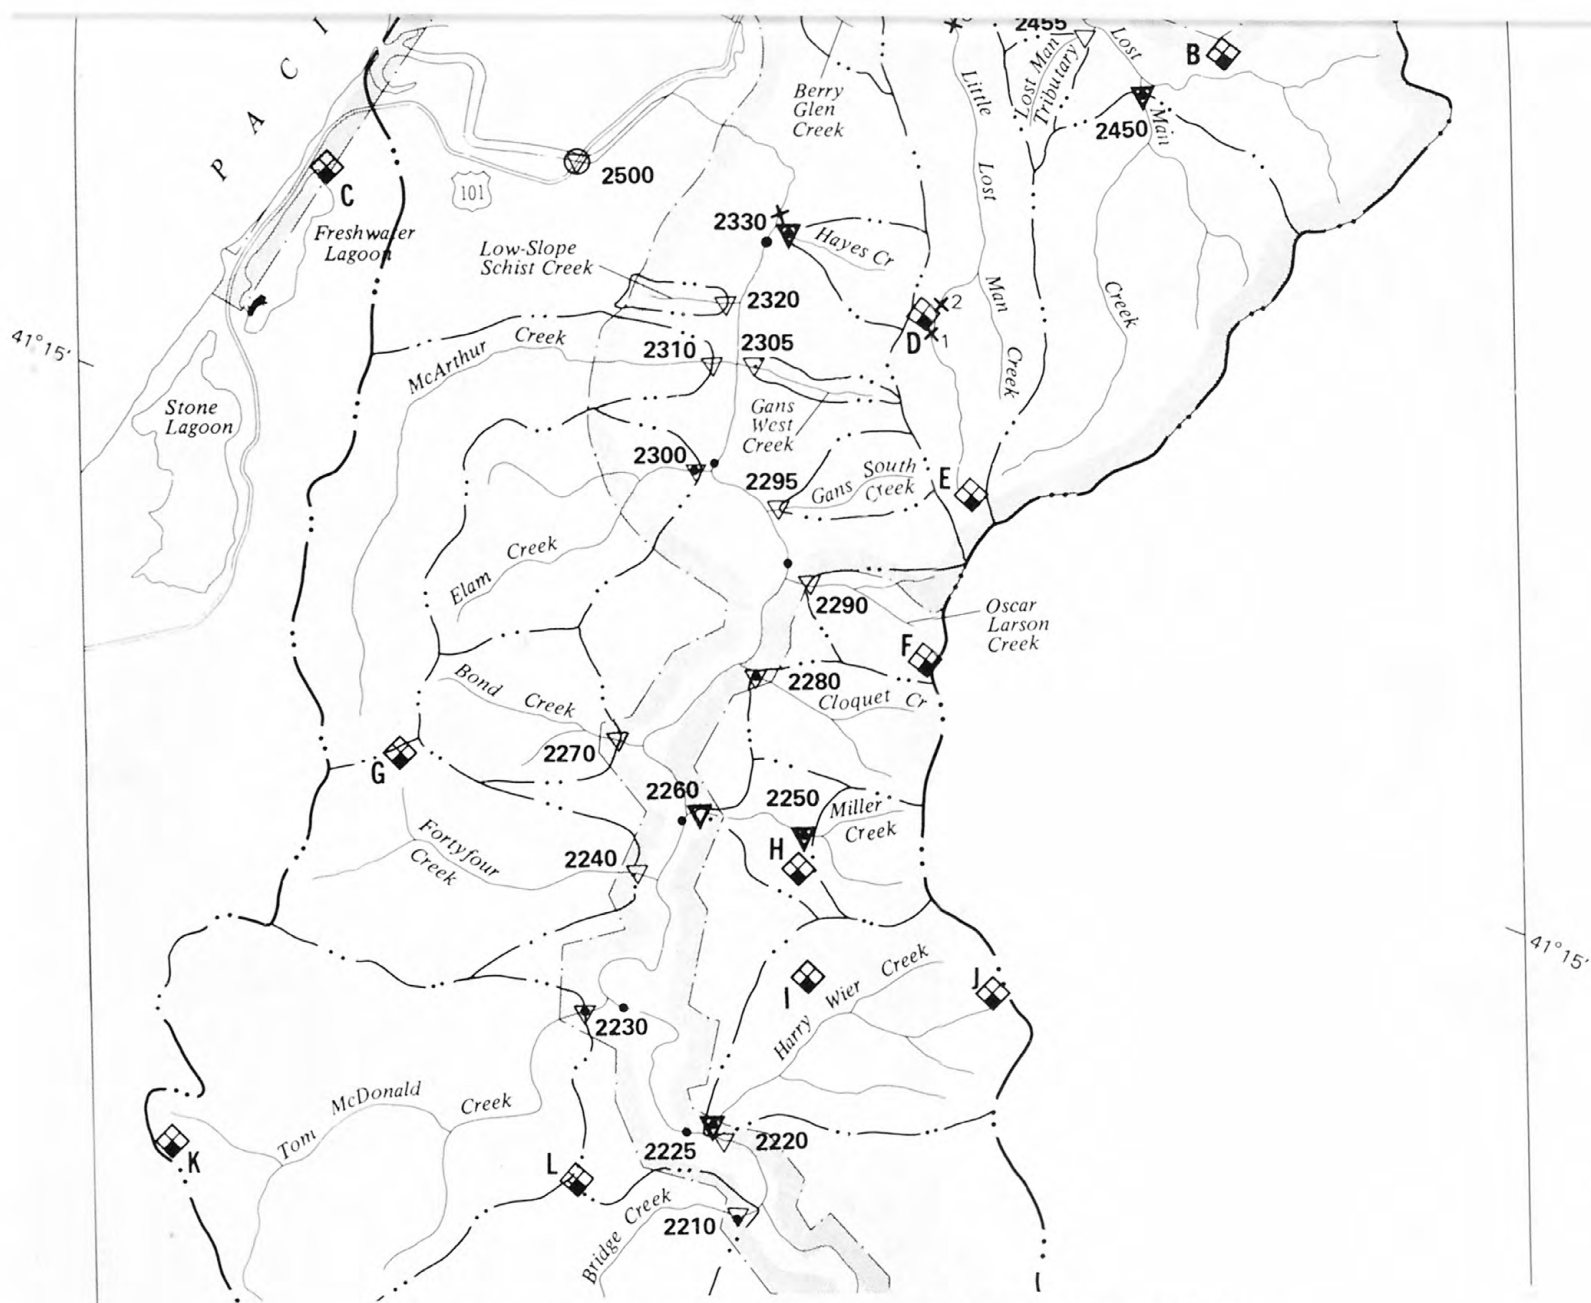 P A C I
2455
Lost Man
Tributary
Lost
Main
B
Berry
Glen
Creek
Little
Lost
Man
Creek
2450
C
2500
101
Freshwater
Lagoon
2330
Hayes Cr
Low-Slope
Schist Creek
2320
2
D
1
Creek
41°15'
McArthur Creek
2310
2305
Stone
Lagoon
Gans
West
Creek
2300
2295
Gans South
Creek
E
Elam Creek
2290
Oscar
Larson
Creek
F
Bond Creek
2280
Cloquet Cr
2270
G
2260
2250
Miller
Creek
Fortyfour
Creek
2240
H
41°15'
I
Harry Wier Creek
J
2230
Tom McDonald Creek
K
L
2225
2220
Bridge Creek
2210